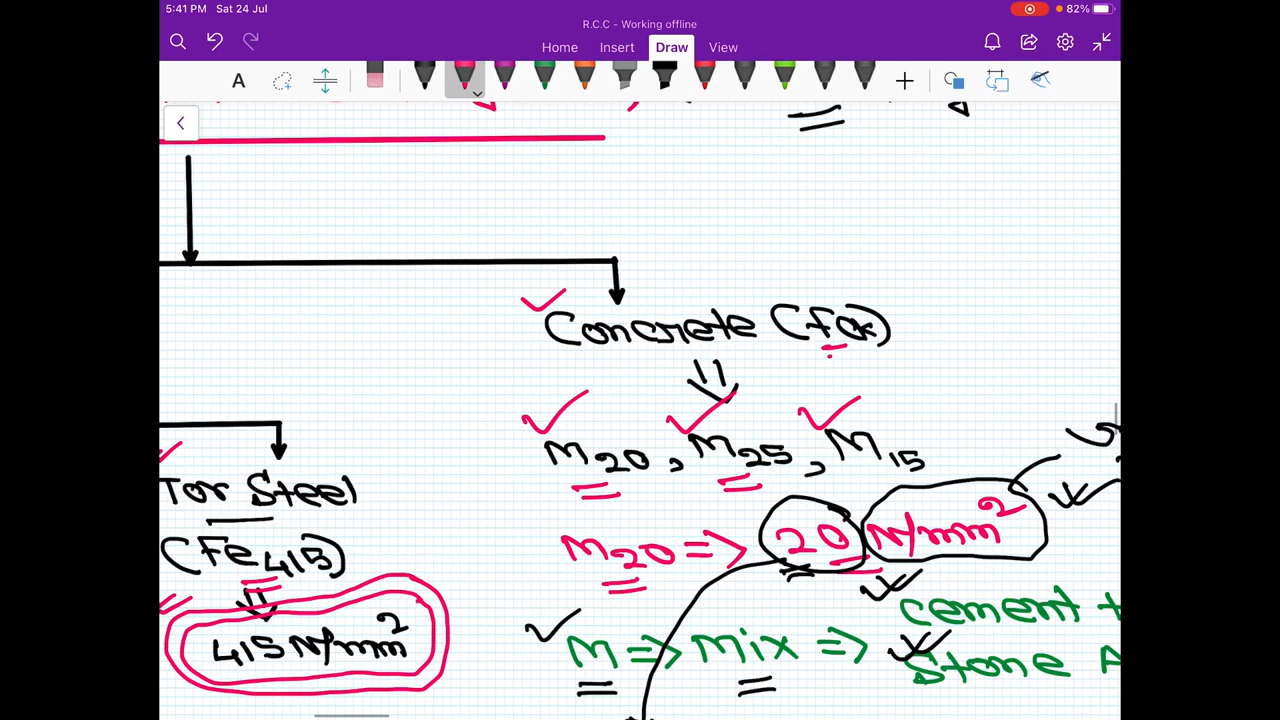 5:41 PM Sat 24 Jul
82%
R.C.C - Working offline
Home Insert Draw View
A
Concrete (fck)
M20, M25, M15
Tor Steel
(Fe415)
M20 => 20 N/mm²
415 N/mm²
M => Mix => cement +
Stone A